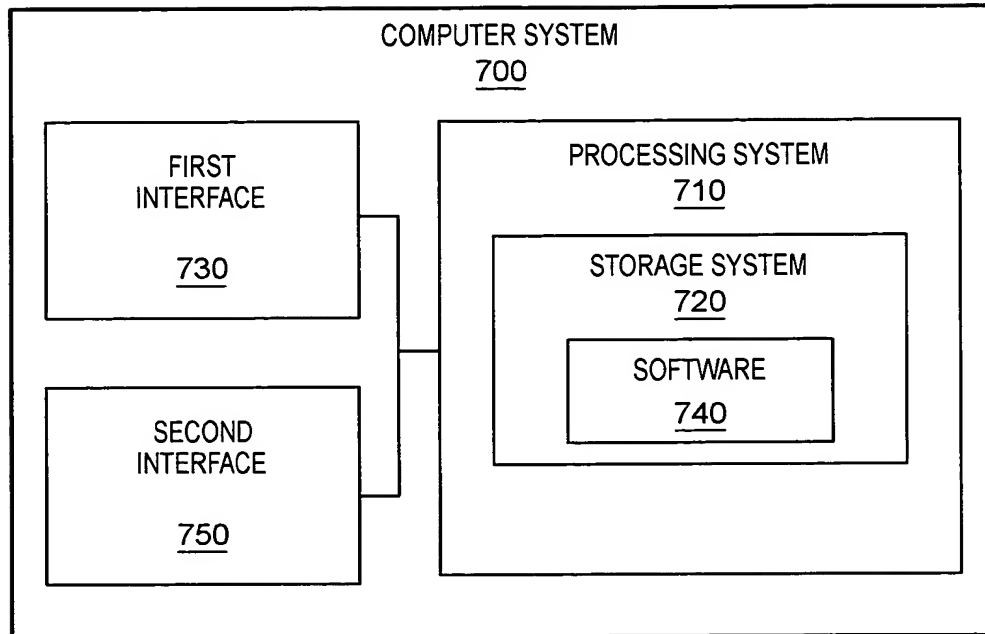 COMPUTER SYSTEM
700
FIRST
INTERFACE
730
SECOND
INTERFACE
750
PROCESSING SYSTEM
710
STORAGE SYSTEM
720
SOFTWARE
740